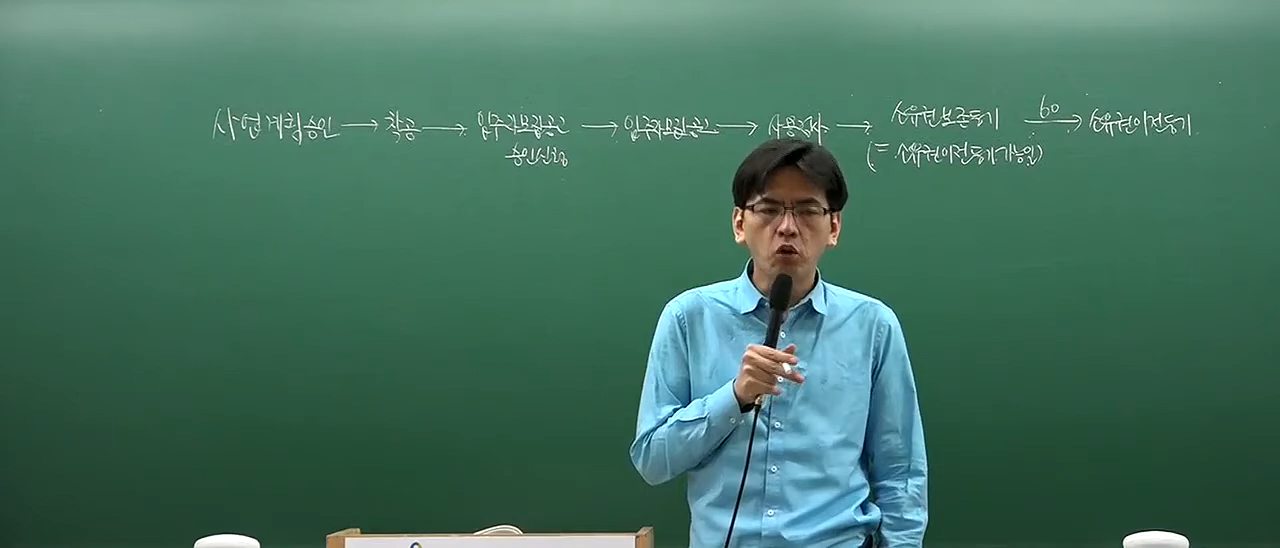 사업계획승인 → 착공 → 입주자모집공고 → 입주자모집공고 → 사용검사 → 소유권보존등기 60→ 소유권이전등기
승인신청 (= 소유권이전등기가능일)